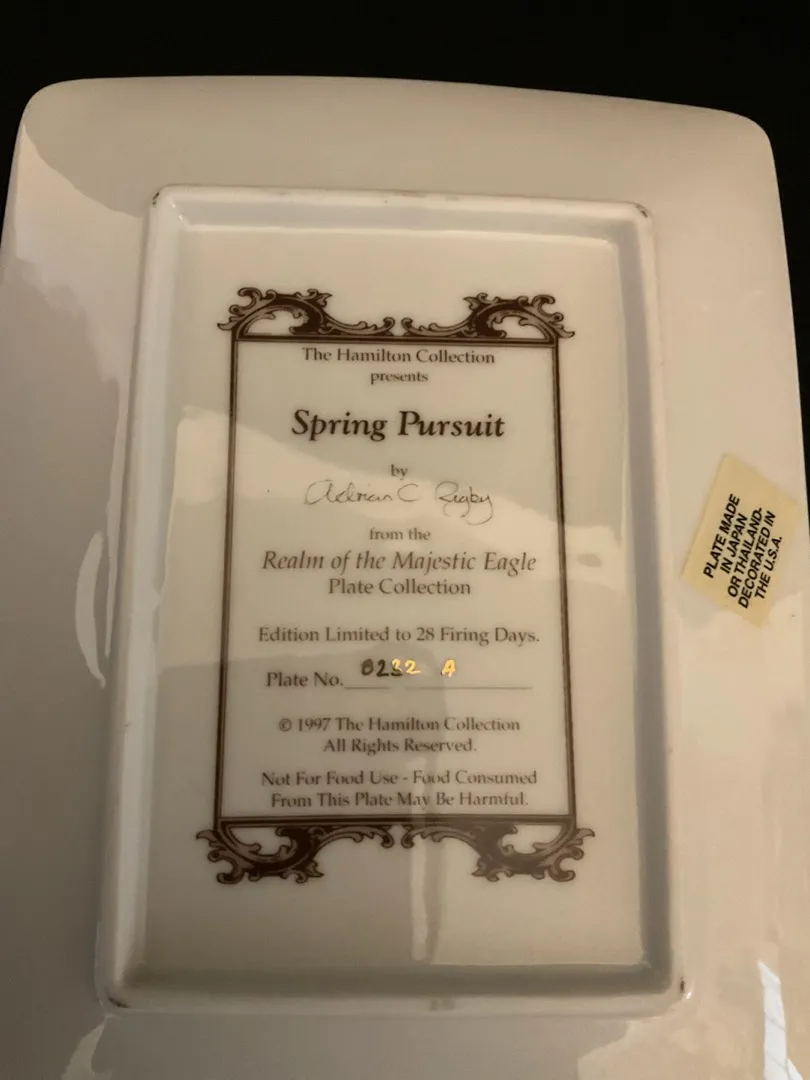 The Hamilton Collection
presents
Spring Pursuit
by
Adrian C Rigby
from the
Realm of the Majestic Eagle
Plate Collection
Edition Limited to 28 Firing Days.
Plate No. 0232 A
© 1997 The Hamilton Collection
All Rights Reserved.
Not For Food Use - Food Consumed
From This Plate May Be Harmful.
PLATE MADE
IN JAPAN
OR THAILAND-
DECORATED IN
THE U.S.A.